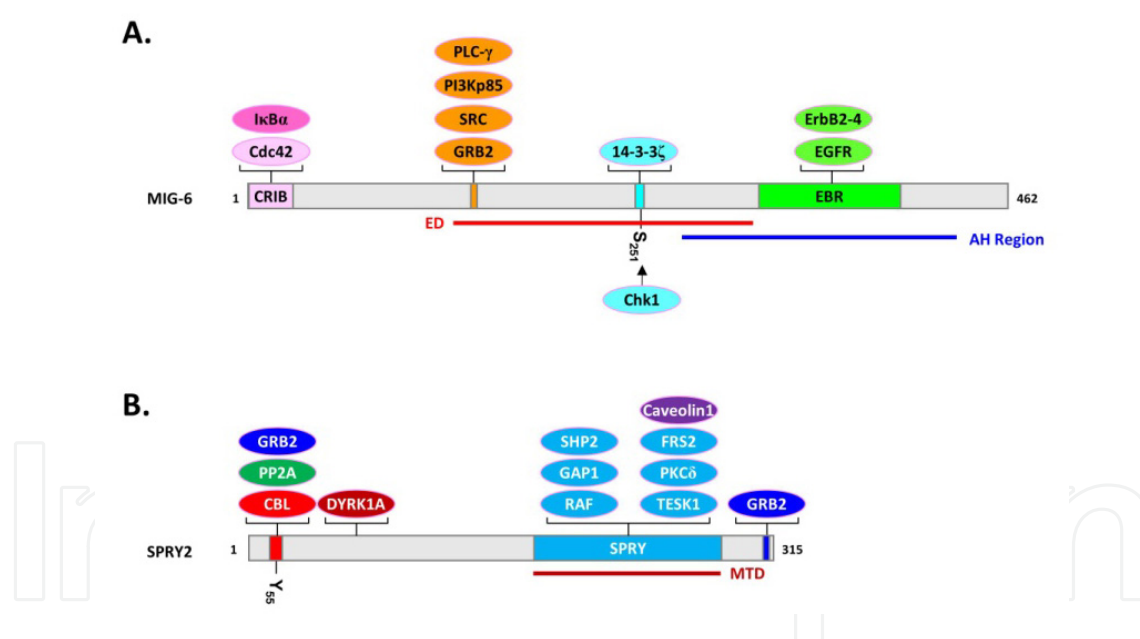 A.
PLC-γ
PI3Kp85
IκBα
SRC
ErbB2-4
Cdc42
GRB2
14-3-3ζ
EGFR
MIG-6
1
CRIB
EBR
462
ED
S251
AH Region
Chk1
B.
Caveolin1
GRB2
SHP2
FRS2
PP2A
GAP1
PKCδ
CBL
DYRK1A
RAF
TESK1
GRB2
SPRY2
1
SPRY
315
MTD
Y55